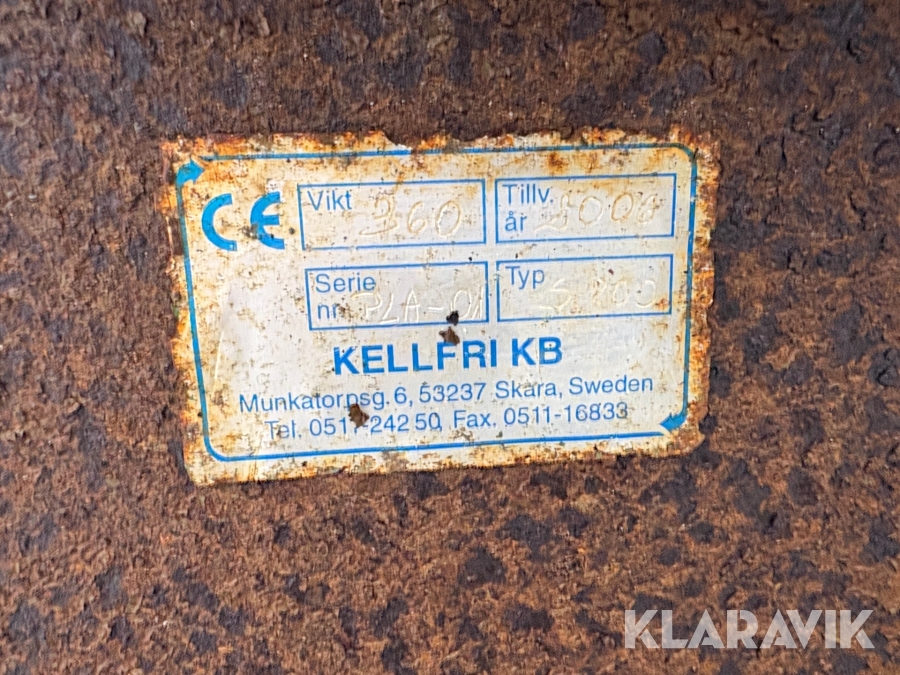 CE
Vikt 360
Tillv. år
Serie nr. PLA-01
Typ
KELLFRI KB
Munkatorpsg. 6, 53237 Skara, Sweden
Tel. 0511-242 50, Fax. 0511-16833
KLARAVIK